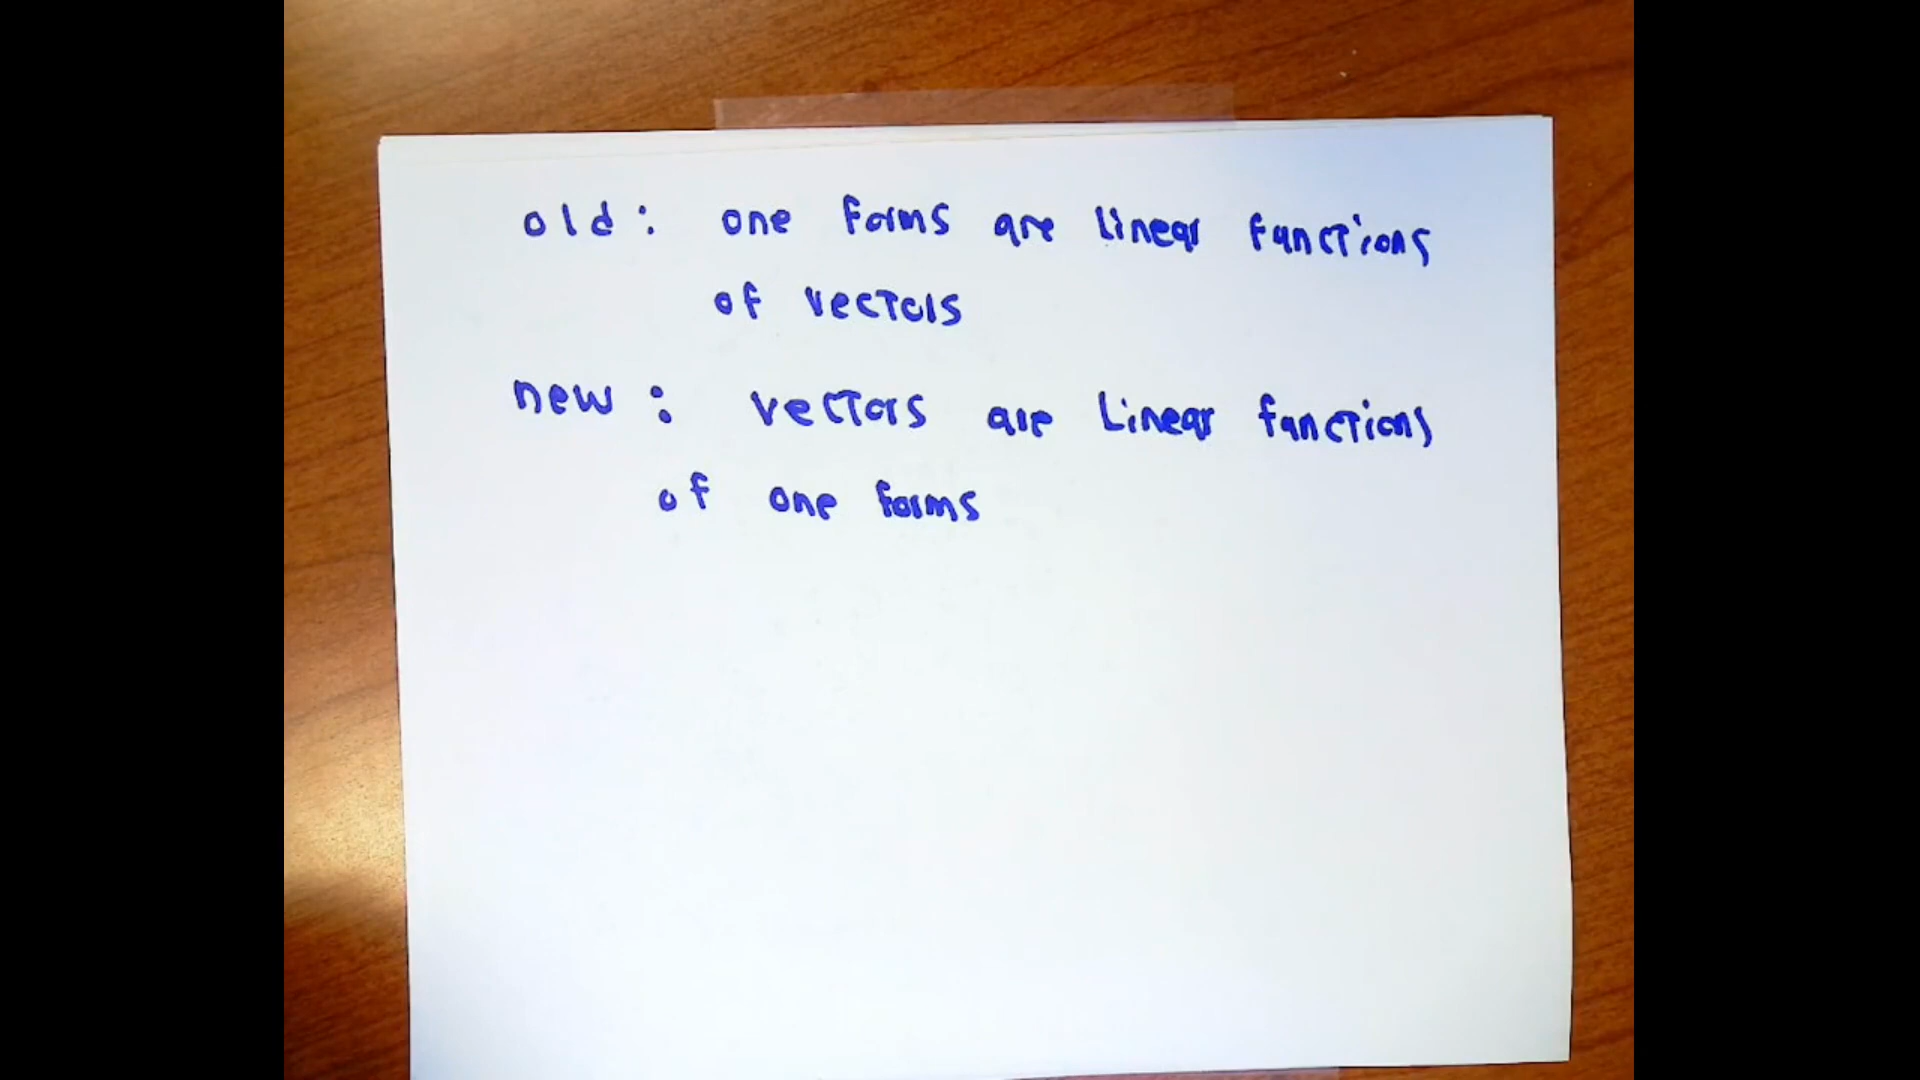 old: one forms are linear functions
of vectors
new: vectors are Linear functions
of one forms